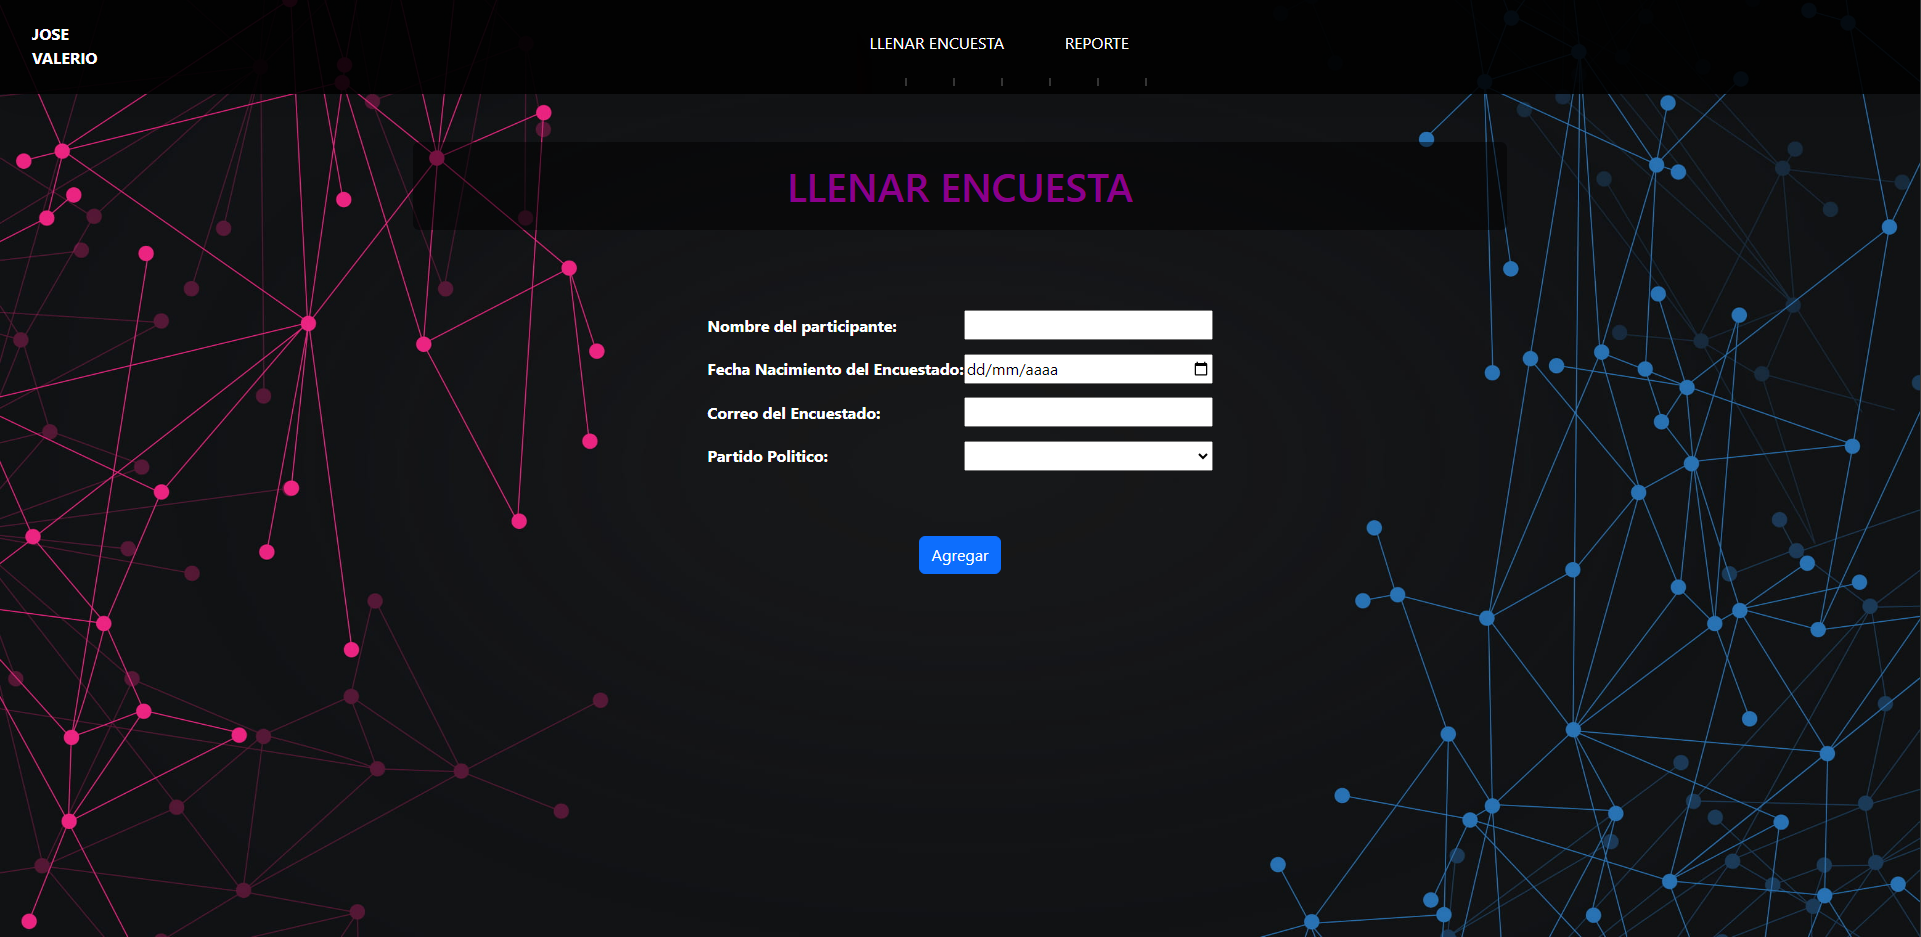 JOSE
VALERIO
LLENAR ENCUESTA
REPORTE
LLENAR ENCUESTA
Nombre del participante:
Fecha Nacimiento del Encuestado: dd/mm/aaaa
Correo del Encuestado:
Partido Politico:
Agregar